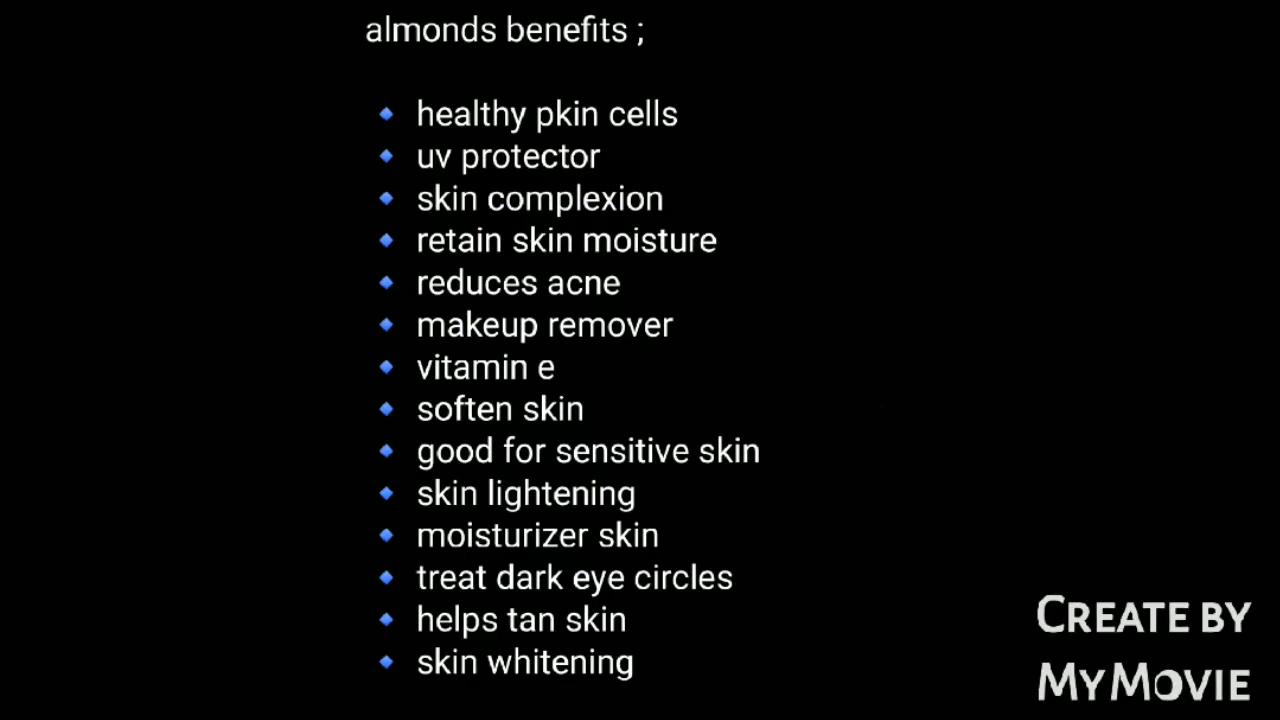 almonds benefits ;
🔹 healthy pkin cells
🔹 uv protector
🔹 skin complexion
🔹 retain skin moisture
🔹 reduces acne
🔹 makeup remover
🔹 vitamin e
🔹 soften skin
🔹 good for sensitive skin
🔹 skin lightening
🔹 moisturizer skin
🔹 treat dark eye circles
🔹 helps tan skin
🔹 skin whitening
CREATE BY
MYMOVIE